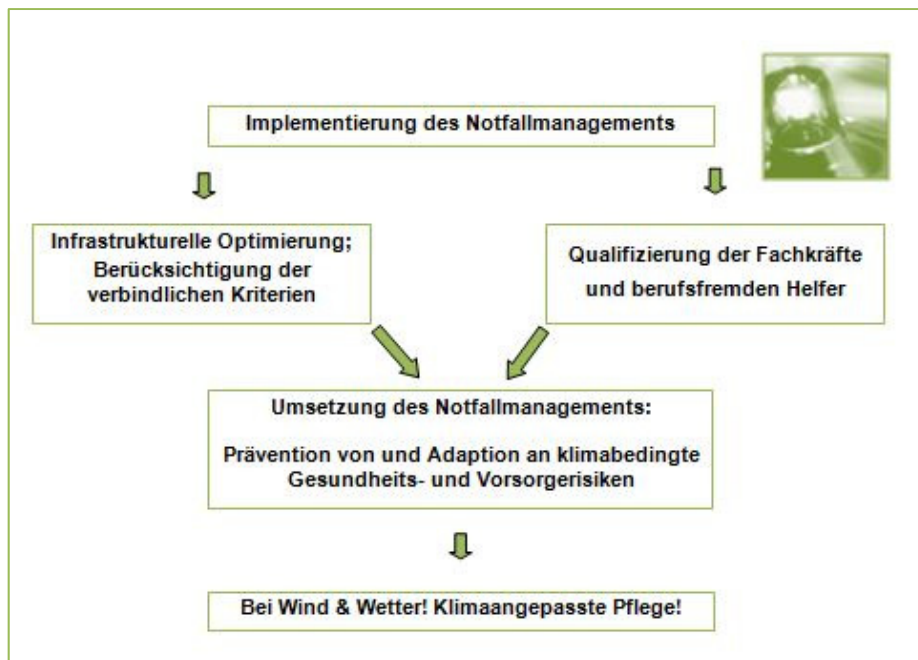 Implementierung des Notfallmanagements
Infrastrukturelle Optimierung;
Berücksichtigung der
verbindlichen Kriterien
Qualifizierung der Fachkräfte
und berufsfremden Helfer
Umsetzung des Notfallmanagements:
Prävention von und Adaption an klimabedingte
Gesundheits- und Vorsorgerisiken
Bei Wind & Wetter! Klimaangepasste Pflege!